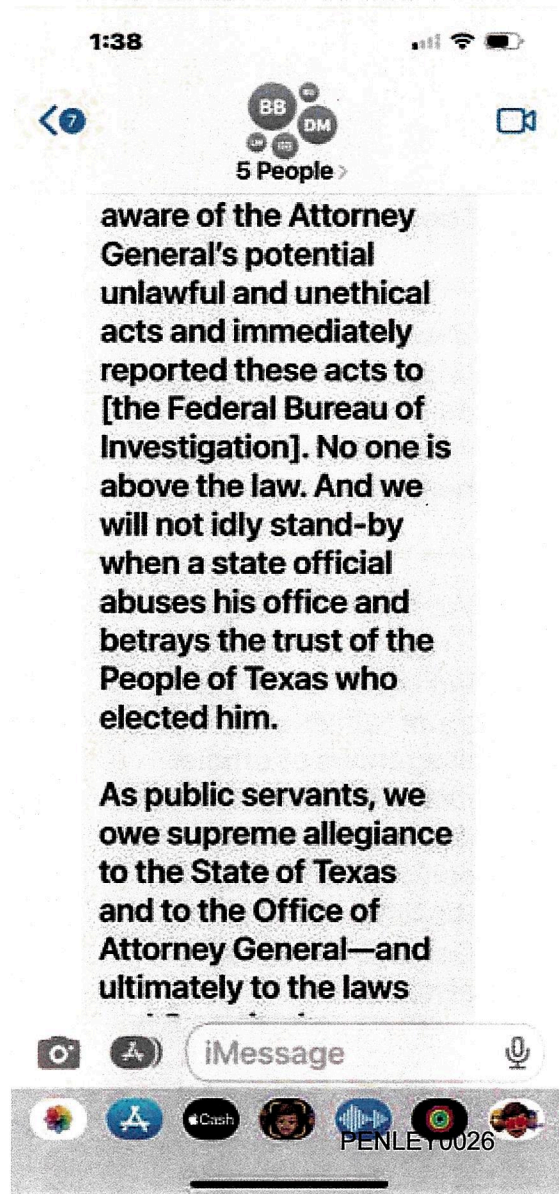 1:38
7
BB
DM
5 People
aware of the Attorney
General's potential
unlawful and unethical
acts and immediately
reported these acts to
[the Federal Bureau of
Investigation]. No one is
above the law. And we
will not idly stand-by
when a state official
abuses his office and
betrays the trust of the
People of Texas who
elected him.
As public servants, we
owe supreme allegiance
to the State of Texas
and to the Office of
Attorney General—and
ultimately to the laws
iMessage
Cash
PENLEY0026